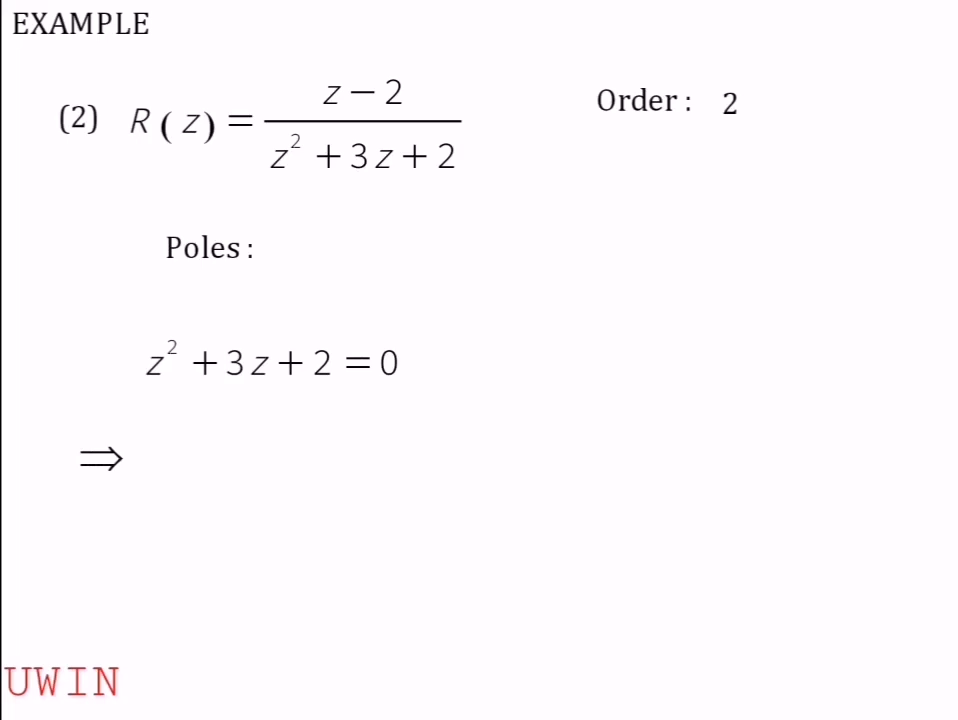 EXAMPLE
(2) R(z) = (z − 2)/(z² + 3z + 2)
Order : 2
Poles :
z² + 3z + 2 = 0
⇒
UWIN